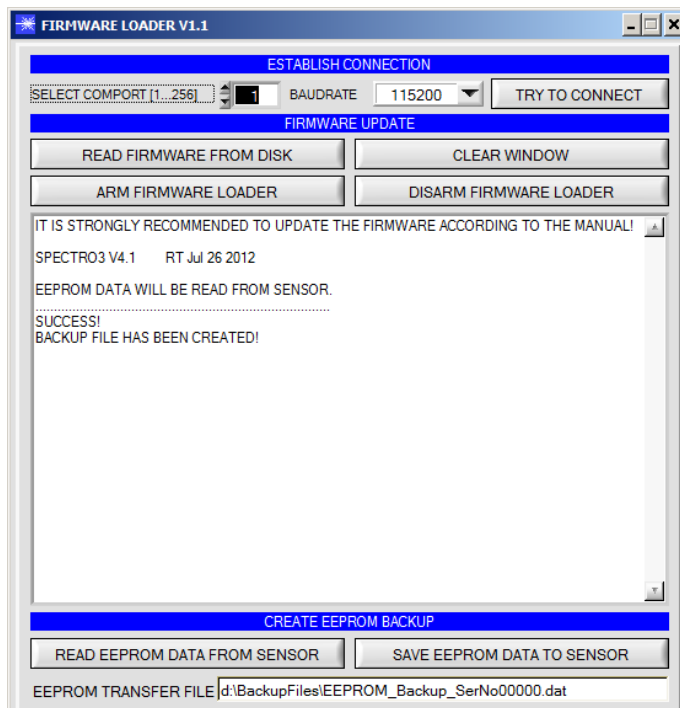 FIRMWARE LOADER V1.1
ESTABLISH CONNECTION
SELECT COMPORT [1...256] 1 BAUDRATE 115200 TRY TO CONNECT
FIRMWARE UPDATE
READ FIRMWARE FROM DISK CLEAR WINDOW
ARM FIRMWARE LOADER DISARM FIRMWARE LOADER
IT IS STRONGLY RECOMMENDED TO UPDATE THE FIRMWARE ACCORDING TO THE MANUAL!
SPECTRO3 V4.1 RT Jul 26 2012
EEPROM DATA WILL BE READ FROM SENSOR.
..........................................................................
SUCCESS!
BACKUP FILE HAS BEEN CREATED!
CREATE EEPROM BACKUP
READ EEPROM DATA FROM SENSOR SAVE EEPROM DATA TO SENSOR
EEPROM TRANSFER FILE d:\BackupFiles\EEPROM_Backup_SerNo00000.dat